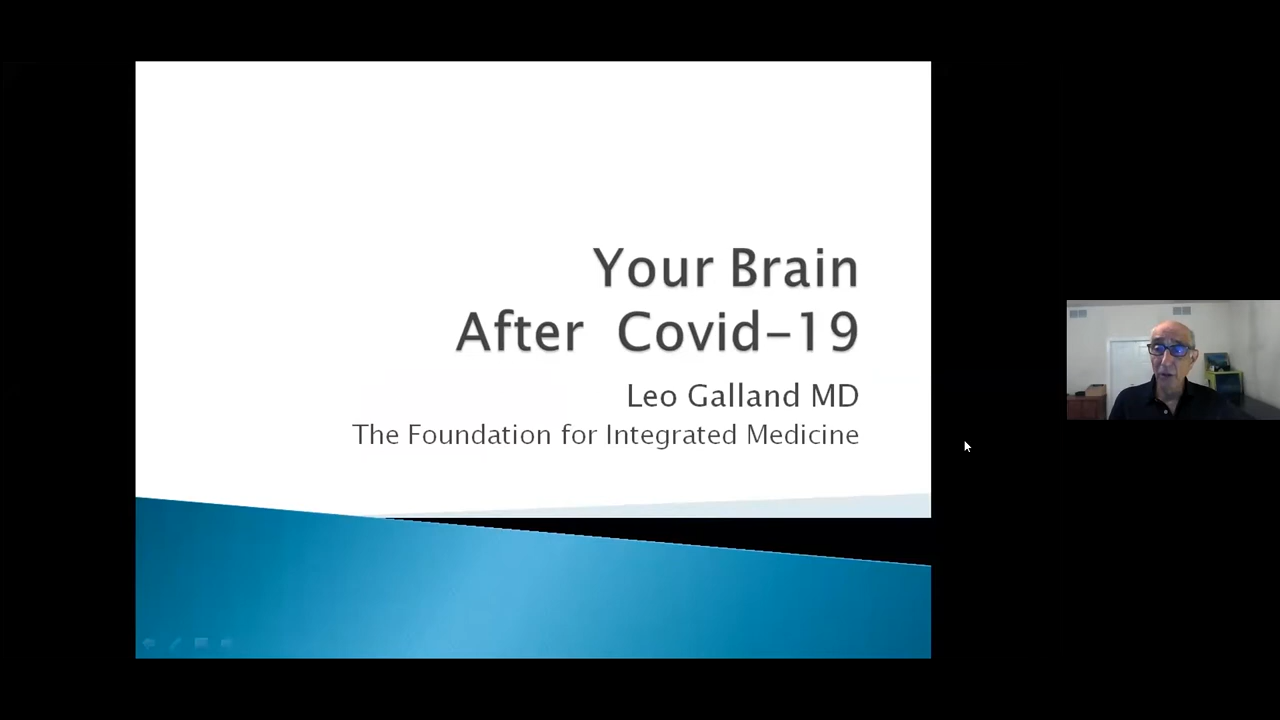 Your Brain
After Covid-19
Leo Galland MD
The Foundation for Integrated Medicine